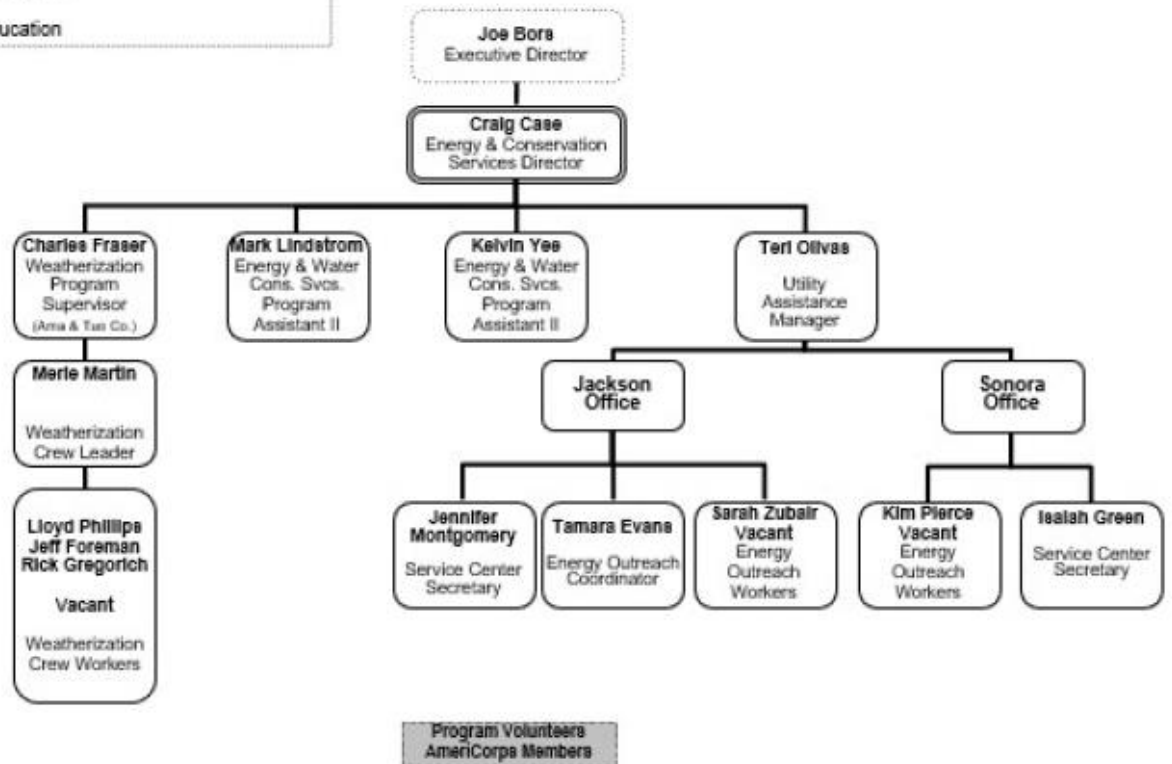 ucation
Joe Bors
Executive Director
Craig Case
Energy & Conservation
Services Director
Charles Fraser
Weatherization
Program
Supervisor
(Ama & Tuo Co.)
Mark Lindstrom
Energy & Water
Cons. Svcs.
Program
Assistant II
Kelvin Yee
Energy & Water
Cons. Svcs.
Program
Assistant II
Teri Olivas
Utility
Assistance
Manager
Merle Martin
Weatherization
Crew Leader
Jackson
Office
Sonora
Office
Lloyd Phillips
Jeff Foreman
Rick Gregorich
Vacant
Weatherization
Crew Workers
Jennifer
Montgomery
Service Center
Secretary
Tamara Evans
Energy Outreach
Coordinator
Sarah Zubair
Vacant
Energy
Outreach
Workers
Kim Pierce
Vacant
Energy
Outreach
Workers
Isaiah Green
Service Center
Secretary
Program Volunteers
AmeriCorps Members